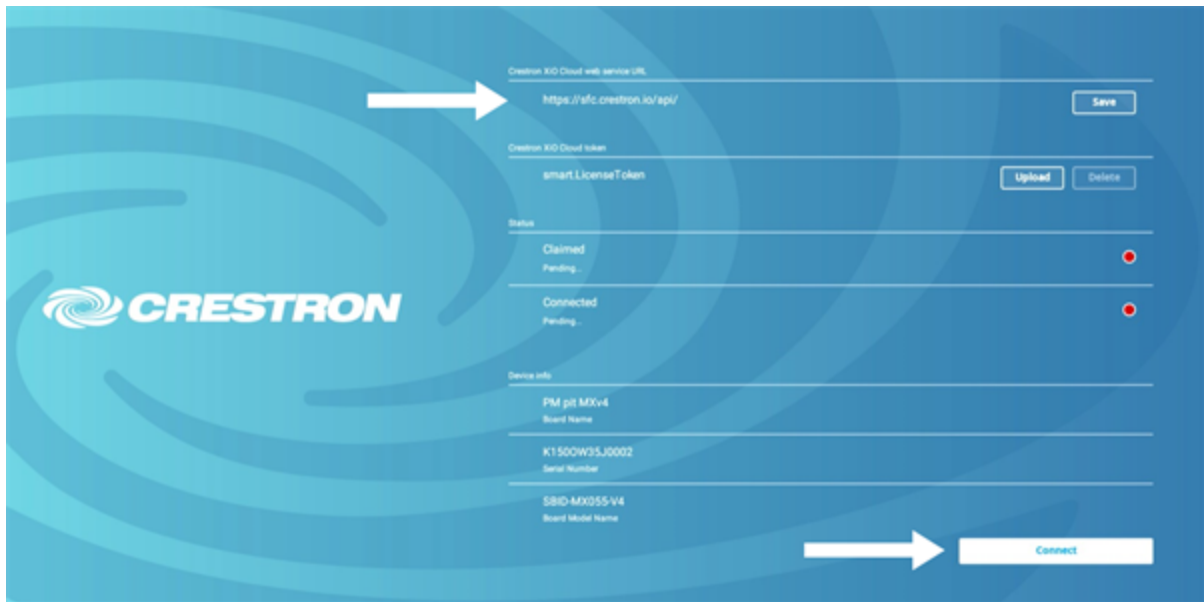 Crestron XiO Cloud web service URL
https://sfc.crestron.io/api/
Save
Crestron XiO Cloud token
smart.LicenseToken
Upload
Delete
Status
Claimed
Pending...
CRESTRON
Connected
Pending...
Device info
PM pit MXv4
Board Name
K150OW35J0002
Serial Number
SBID-MX055-V4
Board Model Name
Connect